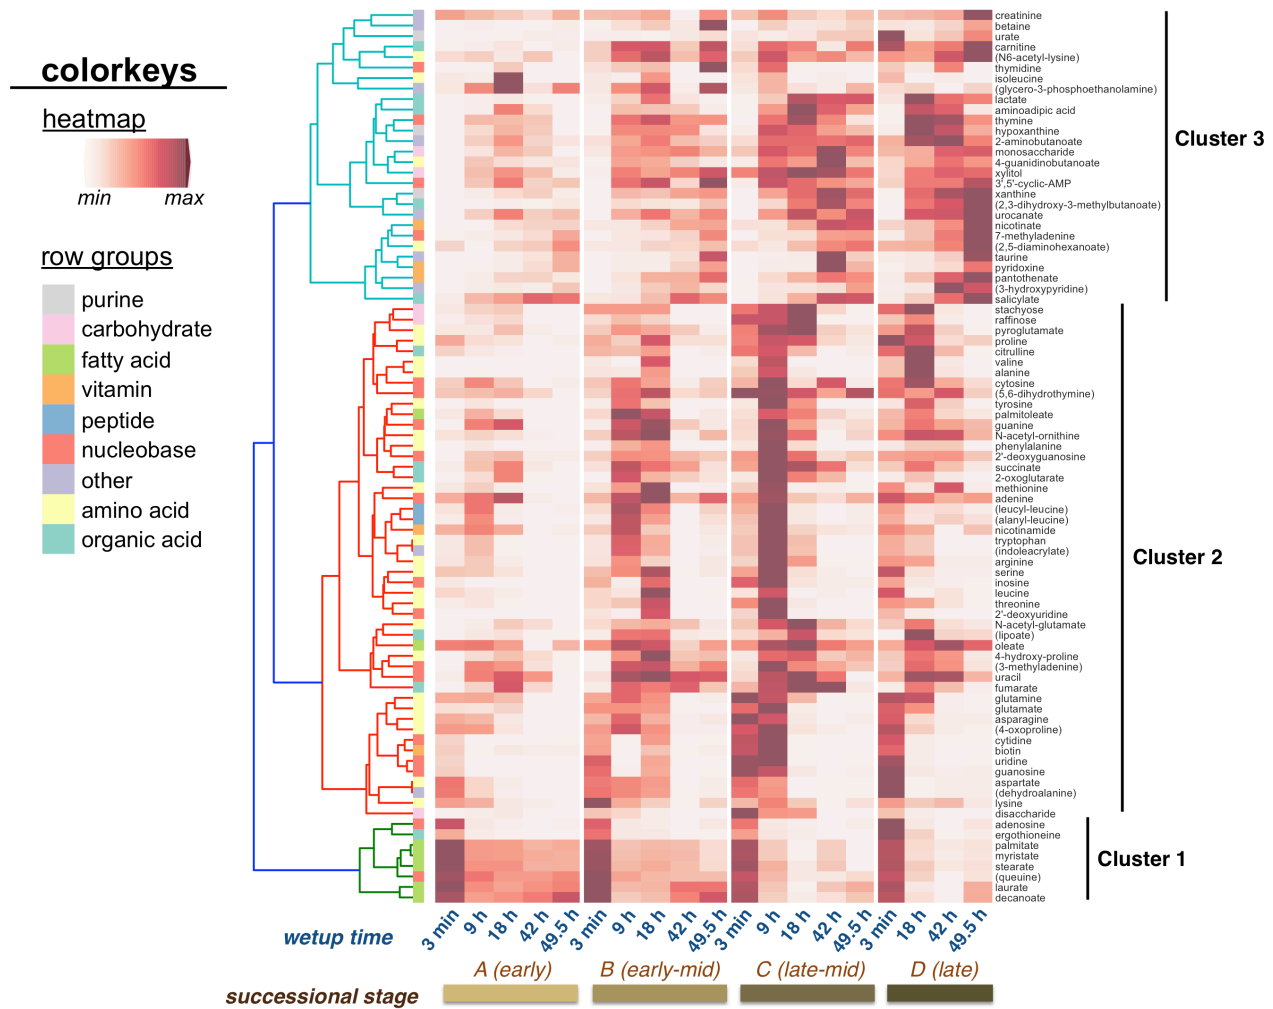 colorkeys
heatmap
min max
row groups
purine
carbohydrate
fatty acid
vitamin
peptide
nucleobase
other
amino acid
organic acid
creatinine
betaine
urate
carnitine
(N6-acetyl-lysine)
thymidine
isoleucine
(glycero-3-phosphoethanolamine)
lactate
aminoadipic acid
thymine
hypoxanthine
2-aminobutanoate
monosaccharide
4-guanidinobutanoate
xylitol
3',5'-cyclic-AMP
xanthine
(2,3-dihydroxy-3-methylbutanoate)
urocanate
nicotinate
7-methyladenine
(2,5-diaminohexanoate)
taurine
pyridoxine
pantothenate
(3-hydroxypyridine)
salicylate
stachyose
raffinose
pyroglutamate
proline
citrulline
valine
alanine
cytosine
(5,6-dihydrothymine)
tyrosine
palmitoleate
guanine
N-acetyl-ornithine
phenylalanine
2'-deoxyguanosine
succinate
2-oxoglutarate
methionine
adenine
(leucyl-leucine)
(alanyl-leucine)
nicotinamide
tryptophan
(indoleacrylate)
arginine
serine
inosine
leucine
threonine
2'-deoxyuridine
N-acetyl-glutamate
(lipoate)
oleate
4-hydroxy-proline
(3-methyladenine)
uracil
fumarate
glutamine
glutamate
asparagine
(4-oxoproline)
cytidine
biotin
uridine
guanosine
aspartate
(dehydroalanine)
lysine
disaccharide
adenosine
ergothioneine
palmitate
myristate
stearate
(queuine)
laurate
decanoate
Cluster 3
Cluster 2
Cluster 1
wetup time
3 min 9 h 18 h 42 h 49.5 h 3 min 9 h 18 h 42 h 49.5 h 3 min 9 h 18 h 42 h 49.5 h 3 min 18 h 42 h 49.5 h
A (early) B (early-mid) C (late-mid) D (late)
successional stage